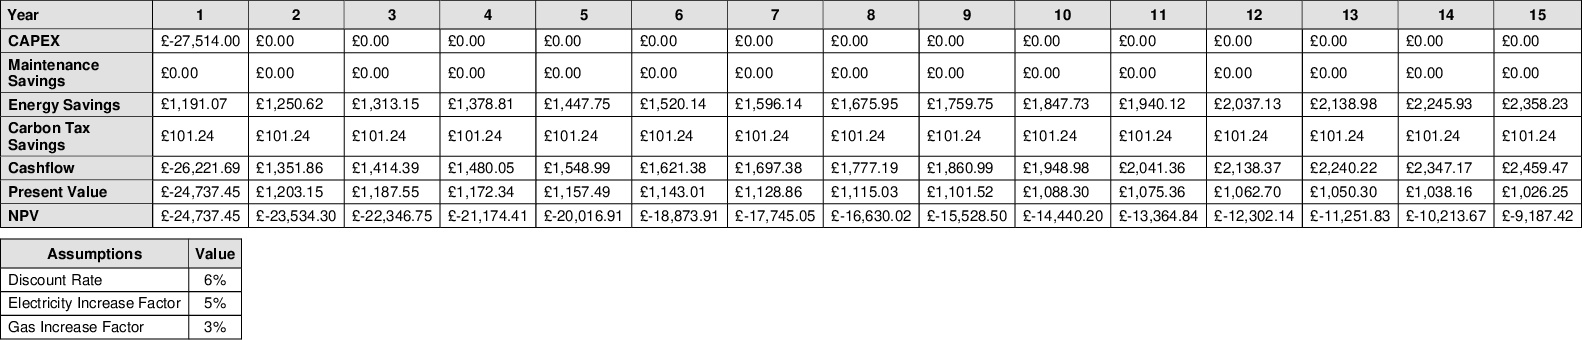 Year 1 2 3 4 5 6 7 8 9 10 11 12 13 14 15
CAPEX £-27,514.00 £0.00 £0.00 £0.00 £0.00 £0.00 £0.00 £0.00 £0.00 £0.00 £0.00 £0.00 £0.00 £0.00 £0.00
Maintenance
Savings £0.00 £0.00 £0.00 £0.00 £0.00 £0.00 £0.00 £0.00 £0.00 £0.00 £0.00 £0.00 £0.00 £0.00 £0.00
Energy Savings £1,191.07 £1,250.62 £1,313.15 £1,378.81 £1,447.75 £1,520.14 £1,596.14 £1,675.95 £1,759.75 £1,847.73 £1,940.12 £2,037.13 £2,138.98 £2,245.93 £2,358.23
Carbon Tax
Savings £101.24 £101.24 £101.24 £101.24 £101.24 £101.24 £101.24 £101.24 £101.24 £101.24 £101.24 £101.24 £101.24 £101.24 £101.24
Cashflow £-26,221.69 £1,351.86 £1,414.39 £1,480.05 £1,548.99 £1,621.38 £1,697.38 £1,777.19 £1,860.99 £1,948.98 £2,041.36 £2,138.37 £2,240.22 £2,347.17 £2,459.47
Present Value £-24,737.45 £1,203.15 £1,187.55 £1,172.34 £1,157.49 £1,143.01 £1,128.86 £1,115.03 £1,101.52 £1,088.30 £1,075.36 £1,062.70 £1,050.30 £1,038.16 £1,026.25
NPV £-24,737.45 £-23,534.30 £-22,346.75 £-21,174.41 £-20,016.91 £-18,873.91 £-17,745.05 £-16,630.02 £-15,528.50 £-14,440.20 £-13,364.84 £-12,302.14 £-11,251.83 £-10,213.67 £-9,187.42
Assumptions Value
Discount Rate 6%
Electricity Increase Factor 5%
Gas Increase Factor 3%